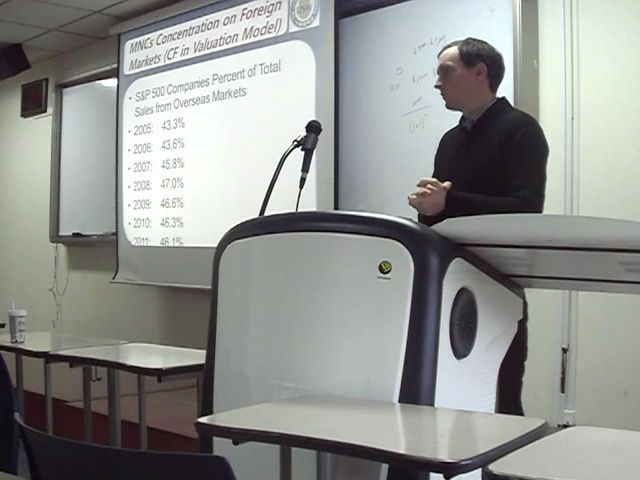 MNCs Concentration on Foreign
Markets (CF in Valuation Model)
• S&P 500 Companies Percent of Total
Sales from Overseas Markets
• 2005: 43.3%
• 2006: 43.6%
• 2007: 45.8%
• 2008: 47.0%
• 2009: 46.6%
• 2010: 46.3%
• 2011: 46.1%